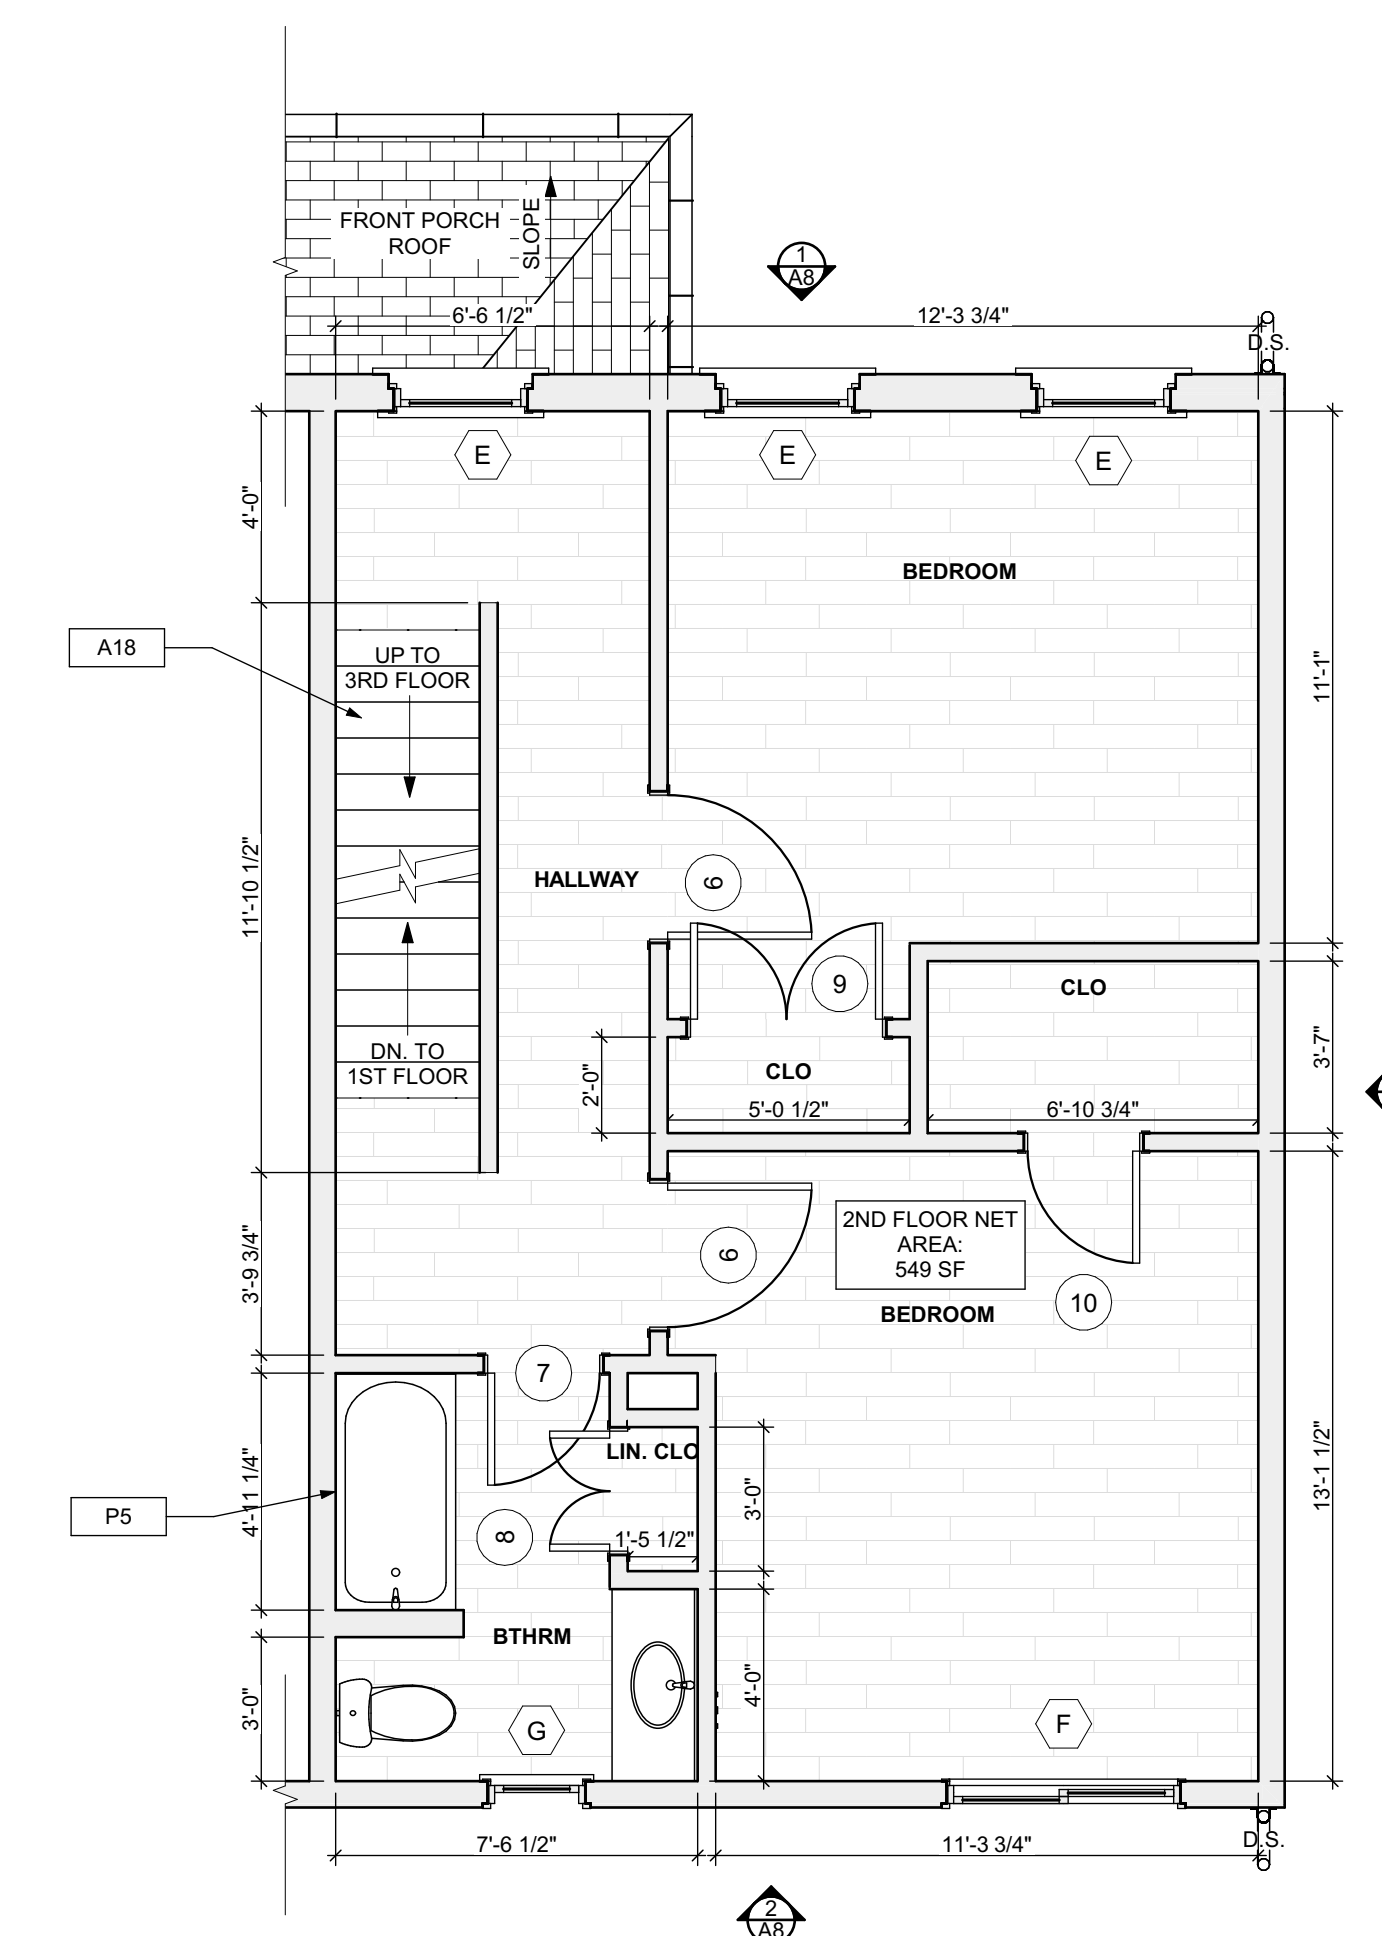 FRONT PORCH
ROOF
SLOPE
1
A8
6'-6 1/2"
12'-3 3/4"
D.S.
E
E
E
4'-0"
BEDROOM
A18
UP TO
3RD FLOOR
11'-1"
11'-10 1/2"
HALLWAY
6
9
CLO
DN. TO
1ST FLOOR
2'-0"
CLO
5'-0 1/2"
6'-10 3/4"
3'-7"
2ND FLOOR NET
AREA:
549 SF
6
3'-9 3/4"
BEDROOM
10
7
LIN. CLO
4'-11 1/4"
P5
8
1'-5 1/2"
3'-0"
13'-1 1/2"
BTHRM
3'-0"
4'-0"
G
F
7'-6 1/2"
11'-3 3/4"
D.S.
2
A8